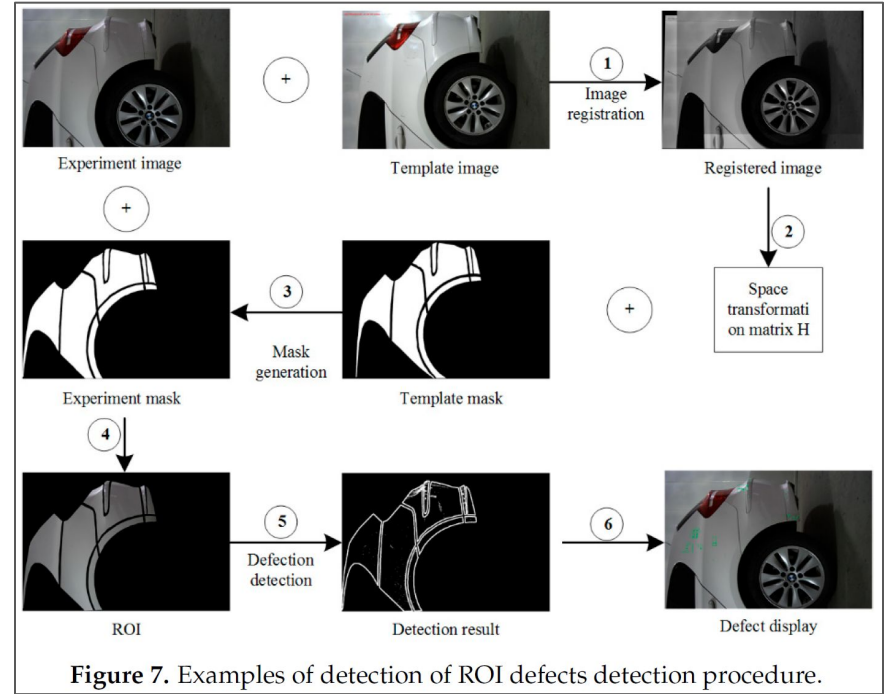 +
1
Image
registration
Experiment image
Template image
Registered image
+
2
3
+
Space
transformati
on matrix H
Mask
generation
Experiment mask
Template mask
4
5
6
Defection
detection
ROI
Detection result
Defect display
Figure 7. Examples of detection of ROI defects detection procedure.